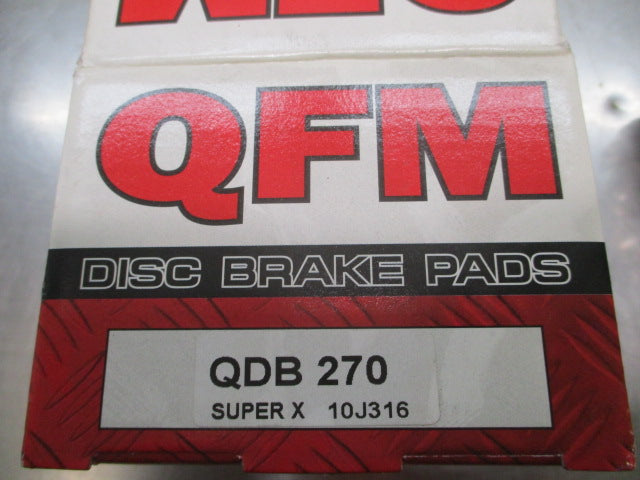 QFM
DISC BRAKE PADS
QDB 270
SUPER X 10J316